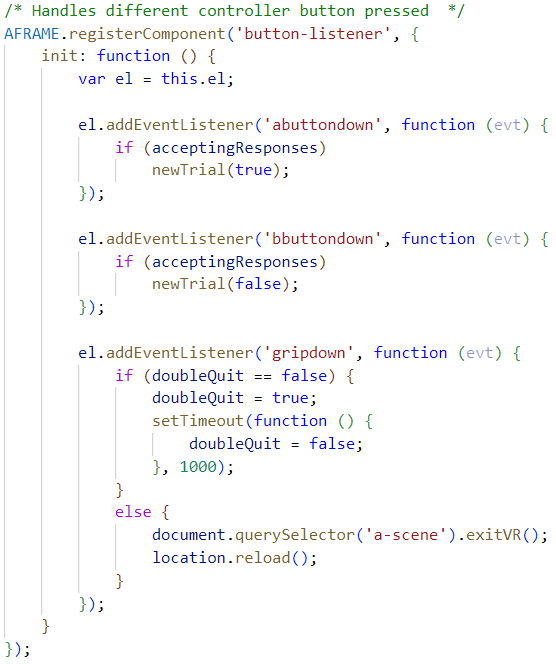 /* Handles different controller button pressed  */
AFRAME.registerComponent('button-listener', {
    init: function () {
        var el = this.el;

        el.addEventListener('abuttondown', function (evt) {
            if (acceptingResponses)
                newTrial(true);
        });

        el.addEventListener('bbuttondown', function (evt) {
            if (acceptingResponses)
                newTrial(false);
        });

        el.addEventListener('gripdown', function (evt) {
            if (doubleQuit == false) {
                doubleQuit = true;
                setTimeout(function () {
                    doubleQuit = false;
                }, 1000);
            }
            else {
                document.querySelector('a-scene').exitVR();
                location.reload();
            }
        });
    }
});